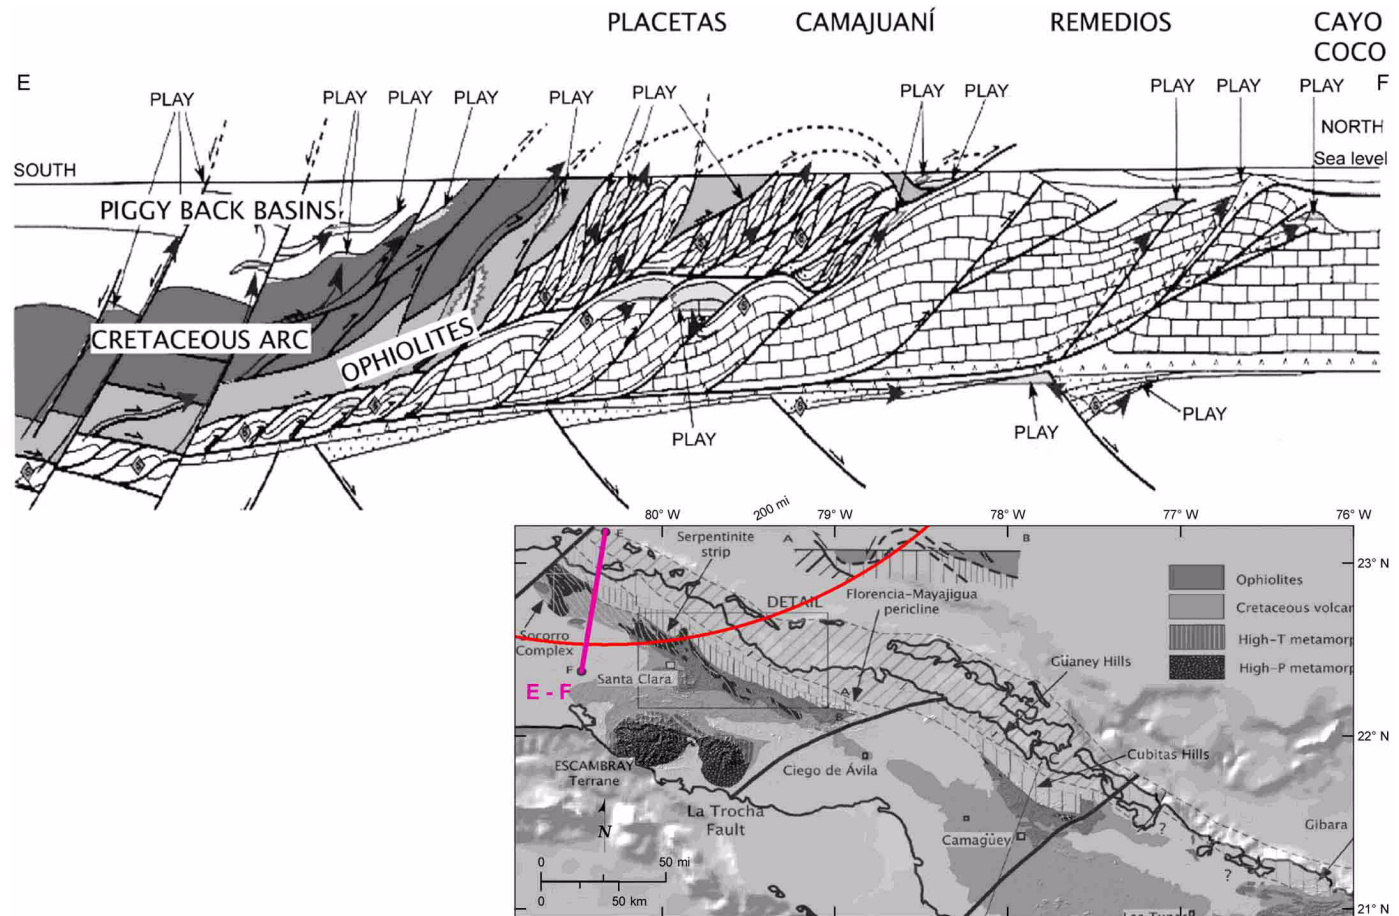 PLACETAS CAMAJUANÍ REMEDIOS CAYO
COCO
E F
PLAY PLAY PLAY PLAY PLAY PLAY PLAY PLAY PLAY PLAY PLAY
NORTH
SOUTH Sea level
PIGGY BACK BASINS
CRETACEOUS ARC
OPHIOLITES
PLAY
PLAY
PLAY
80° W 200 mi 79° W 78° W 77° W 76° W
E Serpentinite
strip
A B
23° N
Florencia-Mayajigua
pericline
DETAIL
Ophiolites
Cretaceous volcar
High-T metamorp
High-P metamorp
Socorro
Complex
F
E - F
Santa Clara
Güaney Hills
A
B
22° N
ESCAMBRAY
Terrane
Ciego de Ávila
Cubitas Hills
La Trocha
Fault
N
Camagüey
?
Gibara
?
0 50 mi
0 50 km
21° N